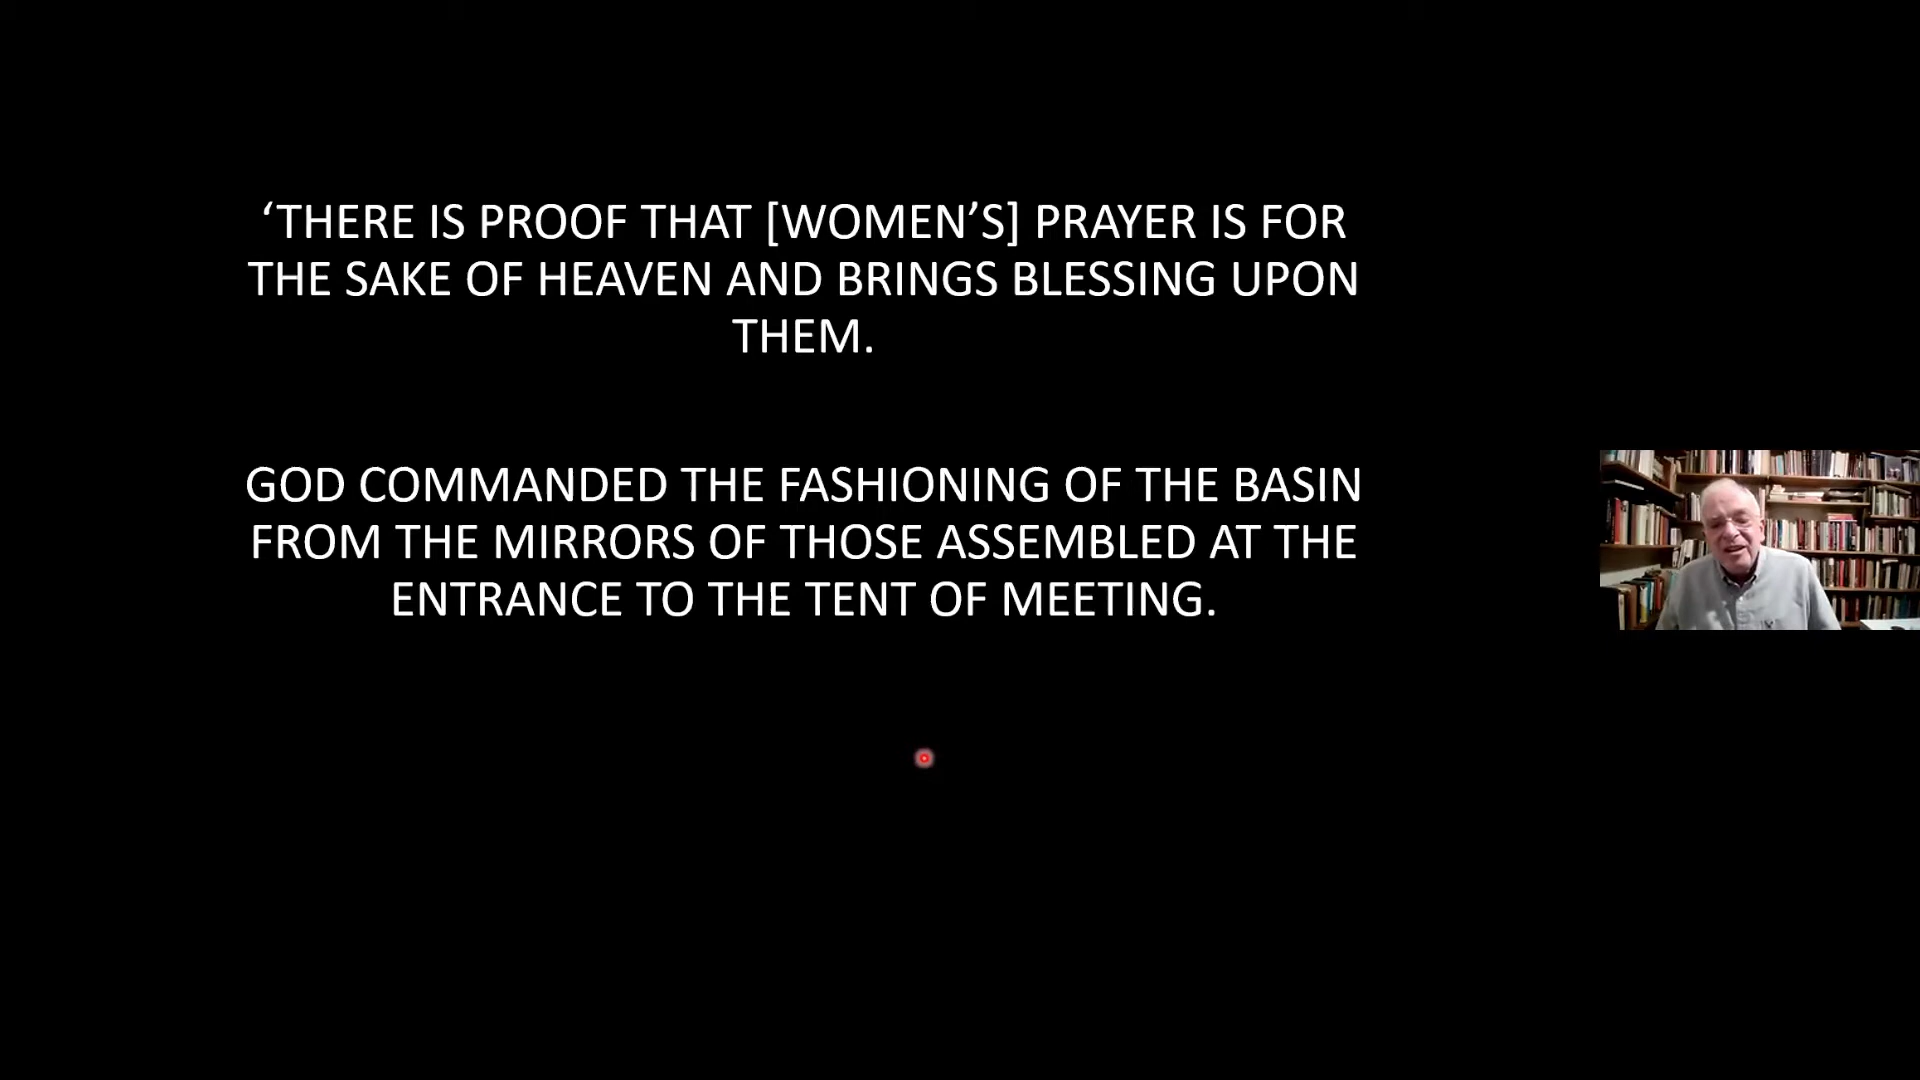 ‘THERE IS PROOF THAT [WOMEN’S] PRAYER IS FOR
THE SAKE OF HEAVEN AND BRINGS BLESSING UPON
THEM.
GOD COMMANDED THE FASHIONING OF THE BASIN
FROM THE MIRRORS OF THOSE ASSEMBLED AT THE
ENTRANCE TO THE TENT OF MEETING.